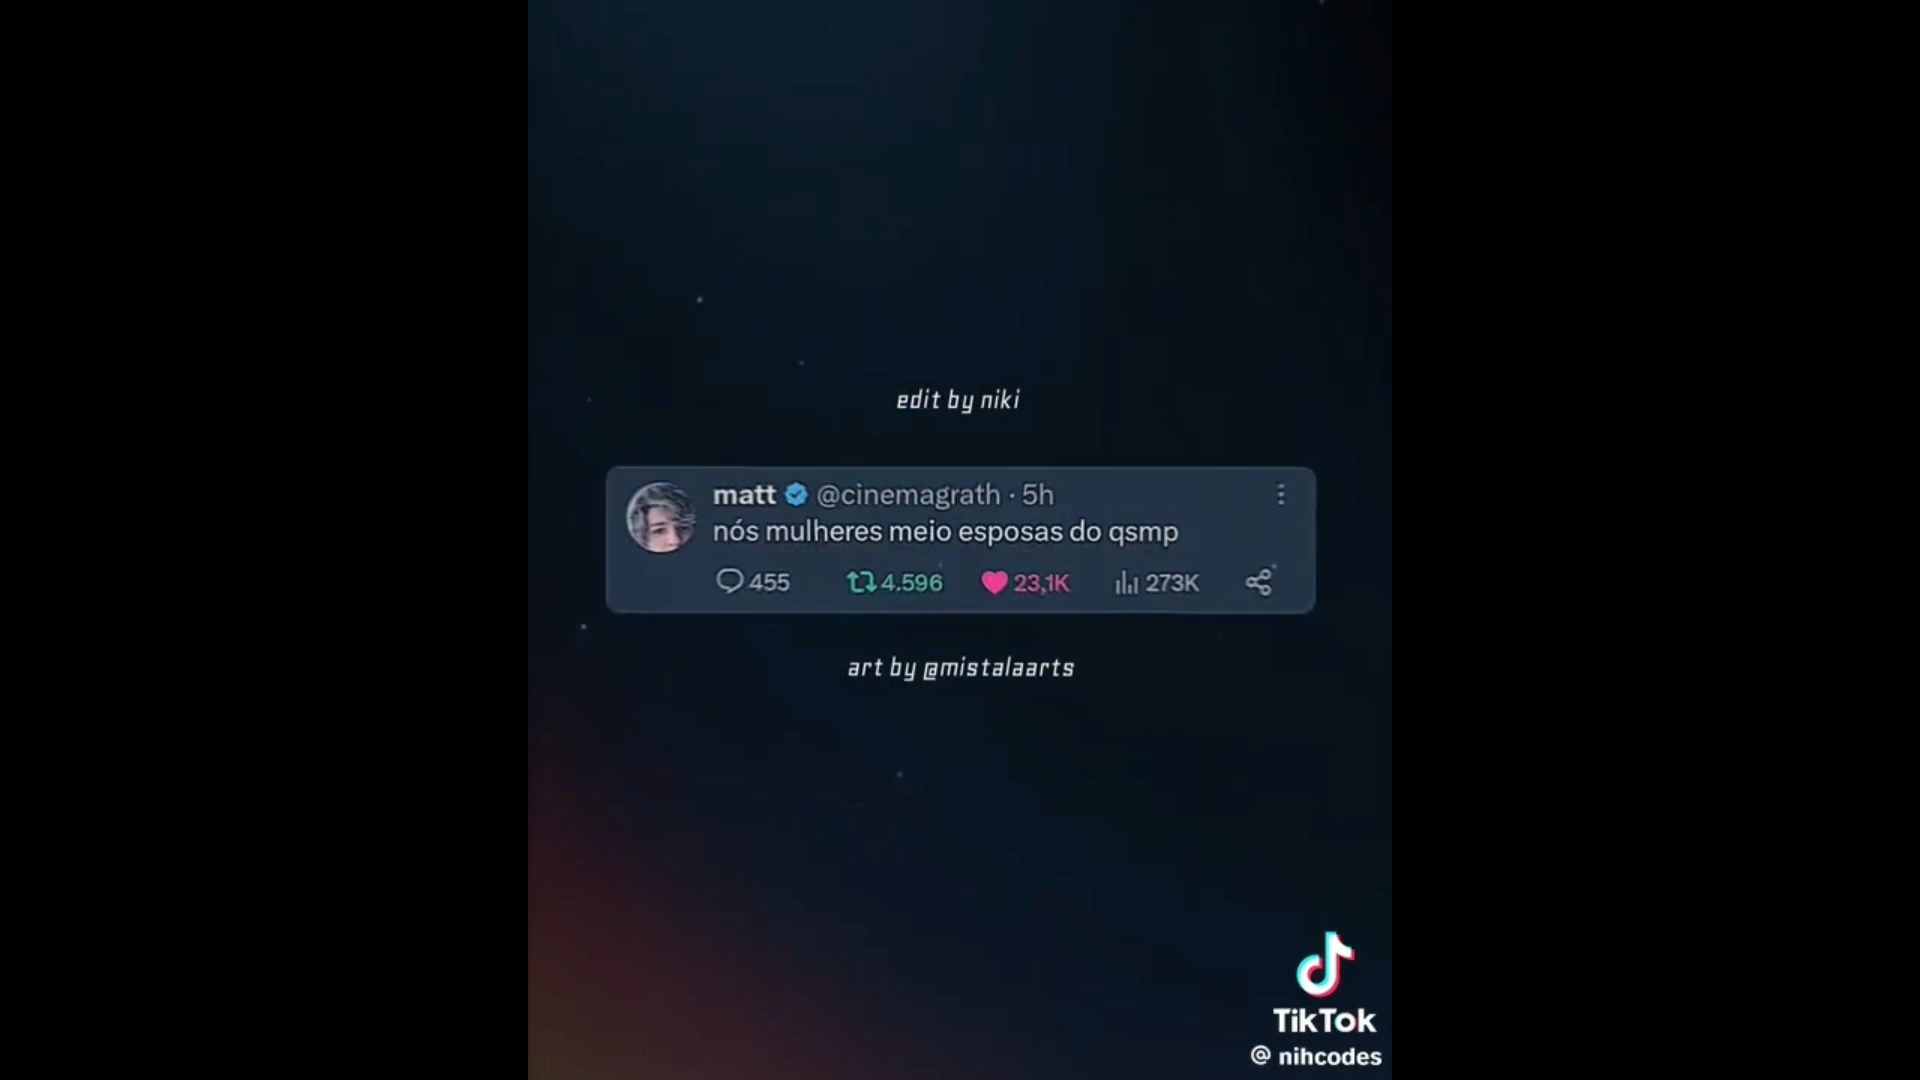 edit by niki
matt @cinemagrath · 5h
nós mulheres meio esposas do qsmp
455 4.596 23,1K 273K
art by @mistalaarts
TikTok
@ nihcodes